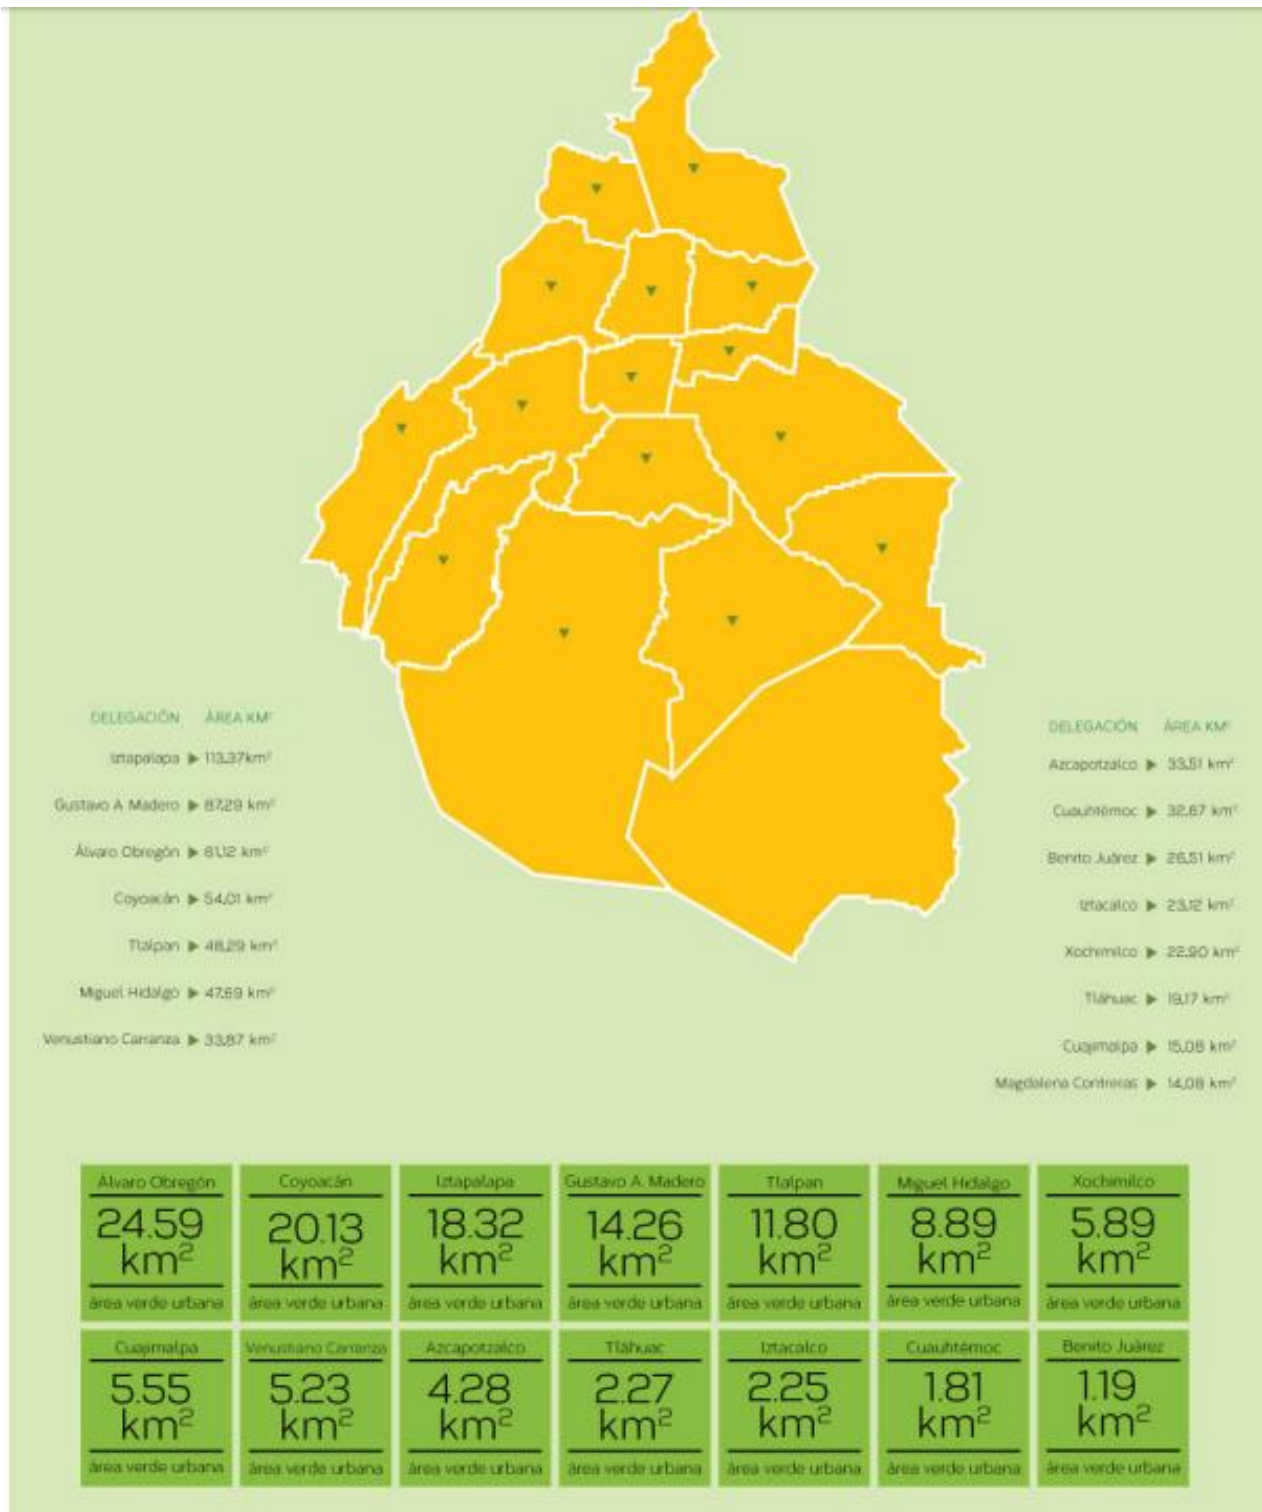 DELEGACIÓN ÁREA KM²
Iztapalapa 113,37km²
Gustavo A Madero 87,29 km²
Álvaro Obregón 61,12 km²
Coyoacán 54,01 km²
Tlalpan 48,29 km²
Miguel Hidalgo 47,69 km²
Venustiano Carranza 33,87 km²
DELEGACIÓN ÁREA KM²
Azcapotzalco 33,51 km²
Cuauhtémoc 32,67 km²
Benito Juárez 26,51 km²
Iztacalco 23,12 km²
Xochimilco 22,90 km²
Tláhuac 19,17 km²
Cuajimalpa 15,08 km²
Magdalena Contreras 14,08 km²
Álvaro Obregón Coyoacán Iztapalapa Gustavo A. Madero Tlalpan Miguel Hidalgo Xochimilco
24.59 20.13 18.32 14.26 11.80 8.89 5.89
km² km² km² km² km² km² km²
área verde urbana área verde urbana área verde urbana área verde urbana área verde urbana área verde urbana área verde urbana
Cuajimalpa Venustiano Carranza Azcapotzalco Tláhuac Iztacalco Cuauhtémoc Benito Juàrez
5.55 5.23 4.28 2.27 2.25 1.81 1.19
km² km² km² km² km² km² km²
área verde urbana área verde urbana área verde urbana área verde urbana área verde urbana área verde urbana área verde urbana